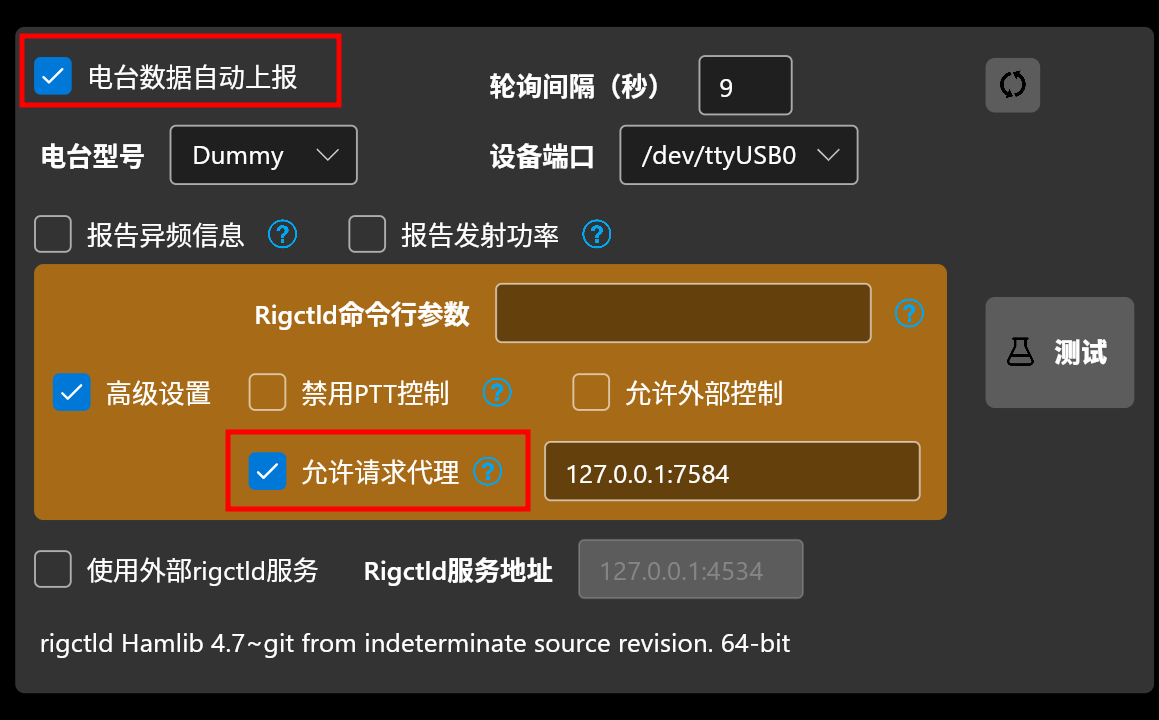 电台数据自动上报 轮询间隔（秒） 9
电台型号 Dummy 设备端口 /dev/ttyUSB0
报告异频信息 ? 报告发射功率 ?
Rigctld命令行参数 ?
测试
高级设置 禁用PTT控制 ? 允许外部控制
允许请求代理 ? 127.0.0.1:7584
使用外部rigctld服务 Rigctld服务地址 127.0.0.1:4534
rigctld Hamlib 4.7~git from indeterminate source revision. 64-bit